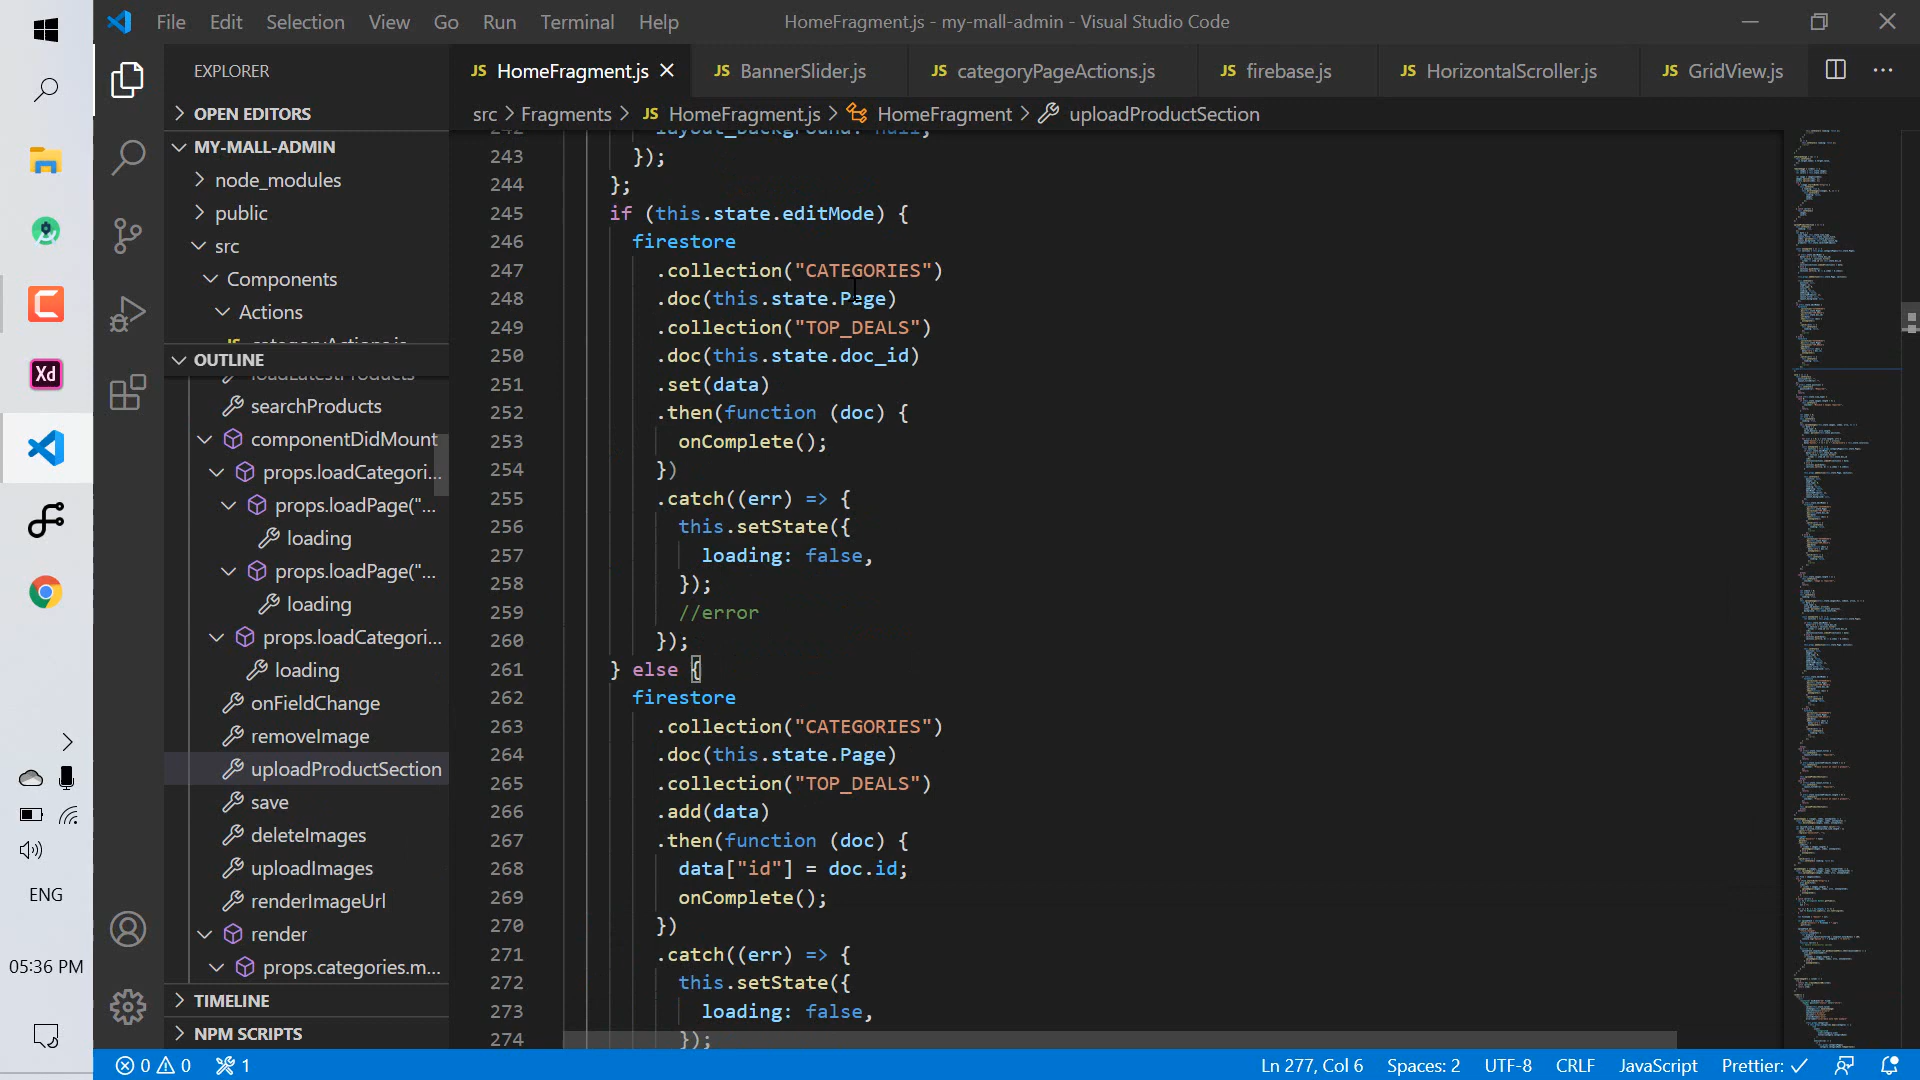 File Edit Selection View Go Run Terminal Help
HomeFragment.js - my-mall-admin - Visual Studio Code
EXPLORER
OPEN EDITORS
MY-MALL-ADMIN
node_modules
public
src
Components
Actions
categoryActions.js
OUTLINE
loadLatestProducts
searchProducts
componentDidMount
props.loadCategori...
props.loadPage("...
loading
props.loadPage("...
loading
props.loadCategori...
loading
onFieldChange
removeImage
uploadProductSection
save
deleteImages
uploadImages
renderImageUrl
render
props.categories.m...
TIMELINE
NPM SCRIPTS
JS HomeFragment.js
JS BannerSlider.js
JS categoryPageActions.js
JS firebase.js
JS HorizontalScroller.js
JS GridView.js
src > Fragments > JS HomeFragment.js > HomeFragment > uploadProductSection
242 layout_background: null,
243 });
244 };
245 if (this.state.editMode) {
246 firestore
247 .collection("CATEGORIES")
248 .doc(this.state.Page)
249 .collection("TOP_DEALS")
250 .doc(this.state.doc_id)
251 .set(data)
252 .then(function (doc) {
253 onComplete();
254 })
255 .catch((err) => {
256 this.setState({
257 loading: false,
258 });
259 //error
260 });
261 } else {
262 firestore
263 .collection("CATEGORIES")
264 .doc(this.state.Page)
265 .collection("TOP_DEALS")
266 .add(data)
267 .then(function (doc) {
268 data["id"] = doc.id;
269 onComplete();
270 })
271 .catch((err) => {
272 this.setState({
273 loading: false,
274 });
Xd
ENG
05:36 PM
0 0 1
Ln 277, Col 6 Spaces: 2 UTF-8 CRLF JavaScript Prettier: ✓